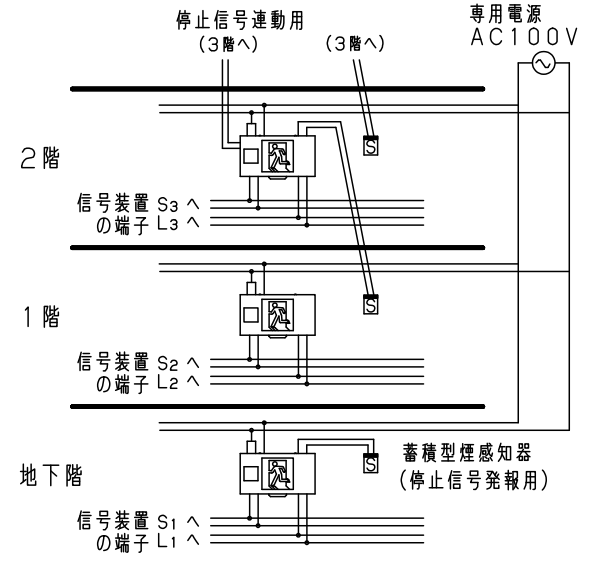 停止信号連動用
(3階へ)
(3階へ)
専用電源
AC100V
2階
S
信号装置 S3 へ
の端子 L3 へ
1階
S
信号装置 S2 へ
の端子 L2 へ
地下階
S
蓄積型煙感知器
(停止信号発報用)
信号装置 S1 へ
の端子 L1 へ